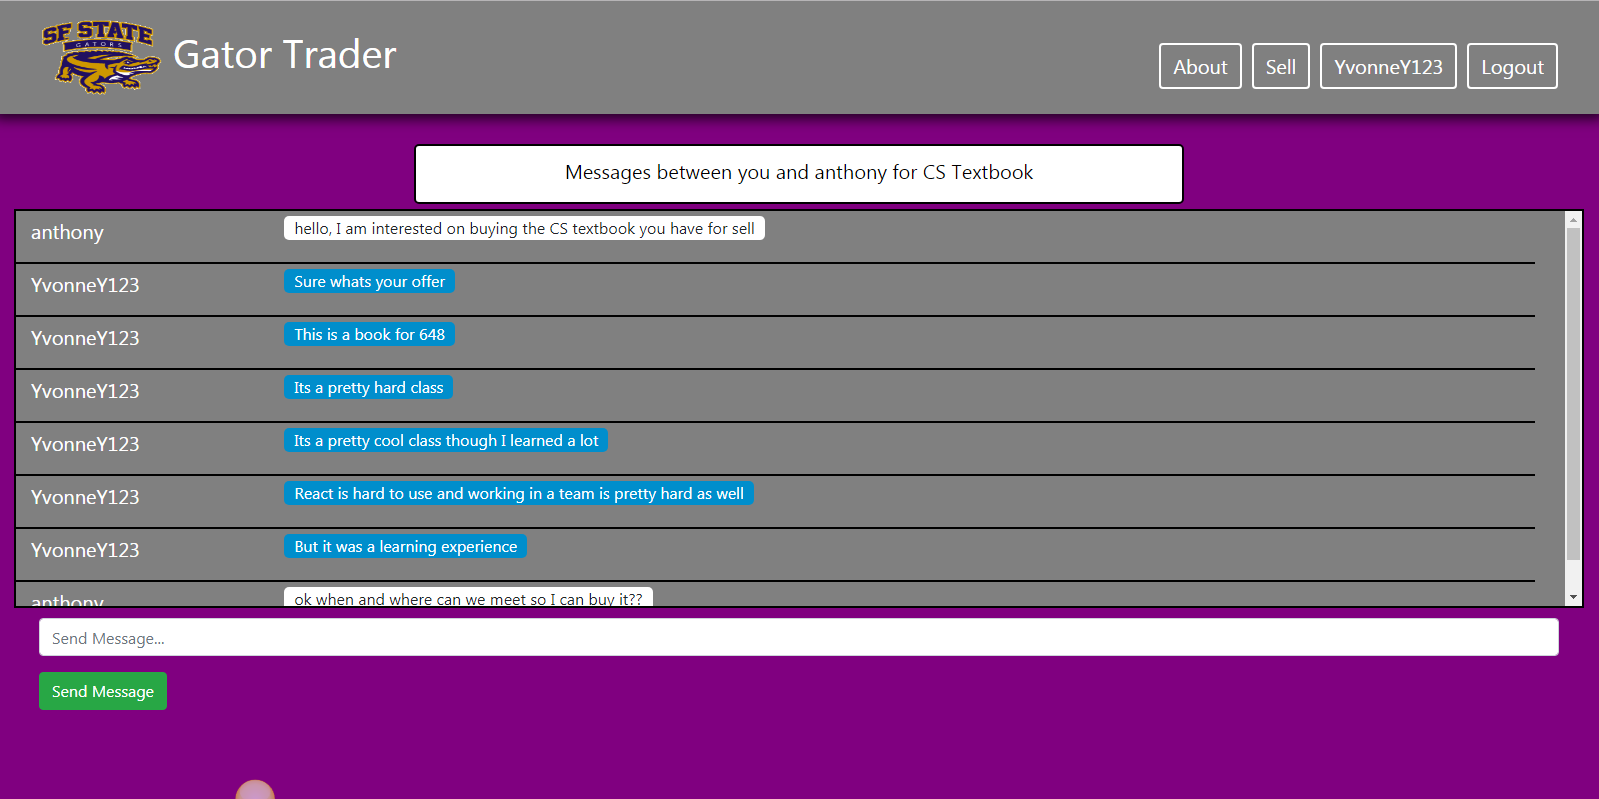 SF STATE
GATORS
Gator Trader
About
Sell
YvonneY123
Logout
Messages between you and anthony for CS Textbook
anthony
hello, I am interested on buying the CS textbook you have for sell
YvonneY123
Sure whats your offer
YvonneY123
This is a book for 648
YvonneY123
Its a pretty hard class
YvonneY123
Its a pretty cool class though I learned a lot
YvonneY123
React is hard to use and working in a team is pretty hard as well
YvonneY123
But it was a learning experience
anthony
ok when and where can we meet so I can buy it??
Send Message...
Send Message